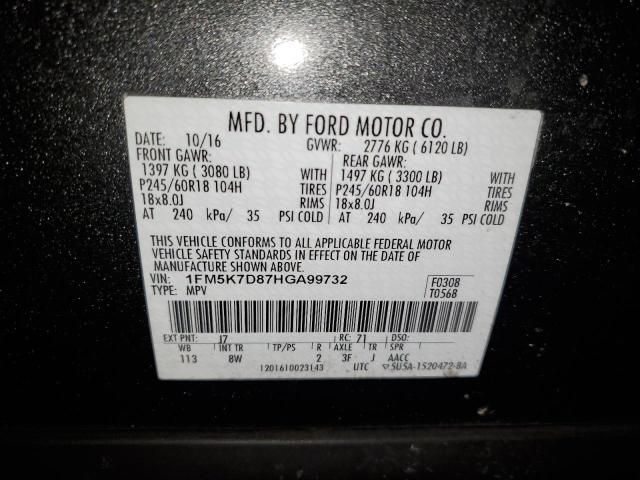 MFD. BY FORD MOTOR CO.
DATE: 10/16 GVWR: 2776 KG ( 6120 LB)
FRONT GAWR: REAR GAWR:
1397 KG ( 3080 LB) WITH 1497 KG ( 3300 LB) WITH
P245/60R18 104H TIRES P245/60R18 104H TIRES
18x8.0J RIMS 18x8.0J RIMS
AT 240 kPa/ 35 PSI COLD AT 240 kPa/ 35 PSI COLD
THIS VEHICLE CONFORMS TO ALL APPLICABLE FEDERAL MOTOR
VEHICLE SAFETY STANDARDS IN EFFECT ON THE DATE OF
MANUFACTURE SHOWN ABOVE.
VIN: 1FM5K7D87HGA99732 F0308
TYPE: MPV T0568
EXT PNT: J7 RC: 71 DSO:
WB INT TR TP/PS R AXLE TR SPR
113 8W 2 3F J AACC
1201610023143 UTC ▽5U5A-1520472-BA